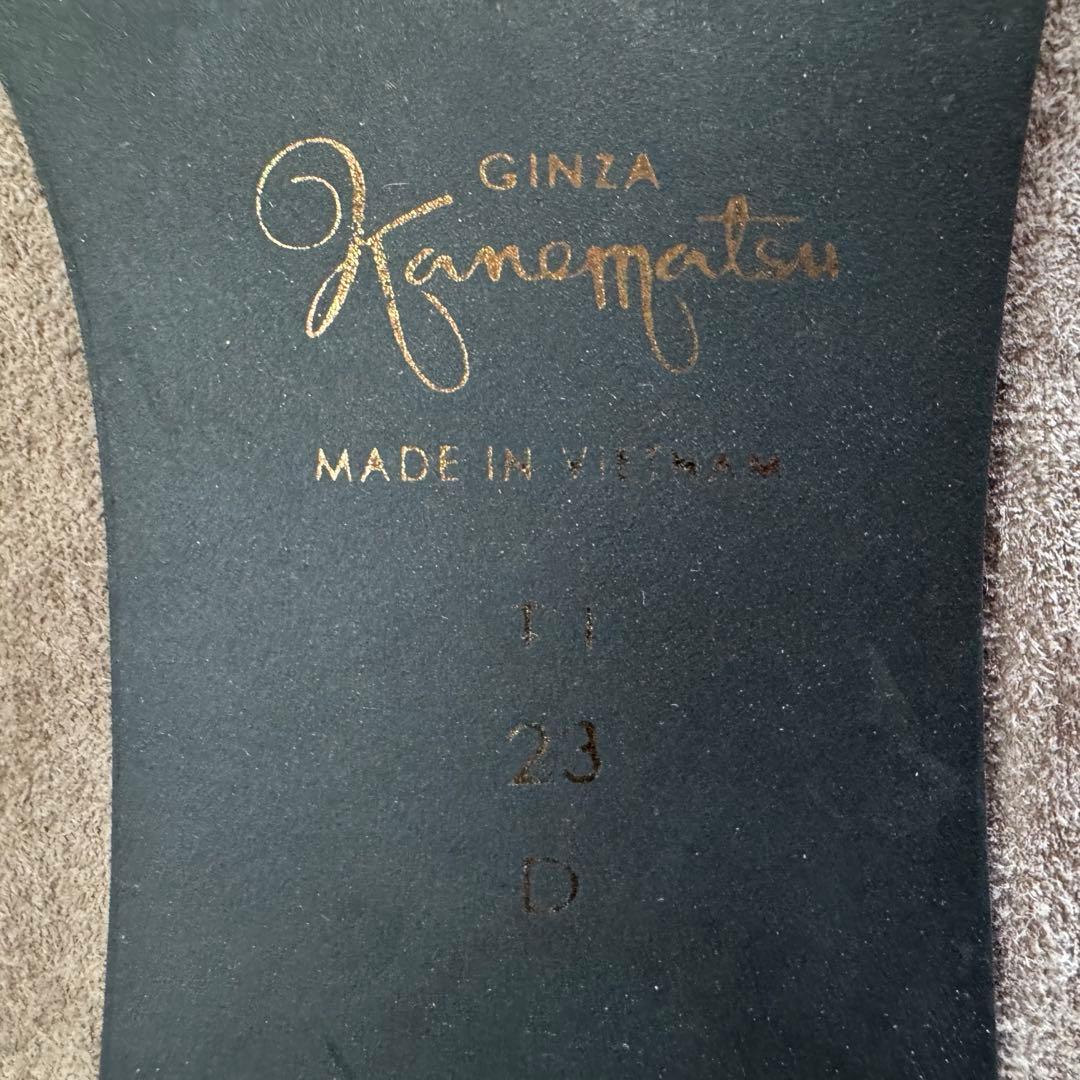 GINZA
Kanematsu
MADE IN VIETNAM
23
D